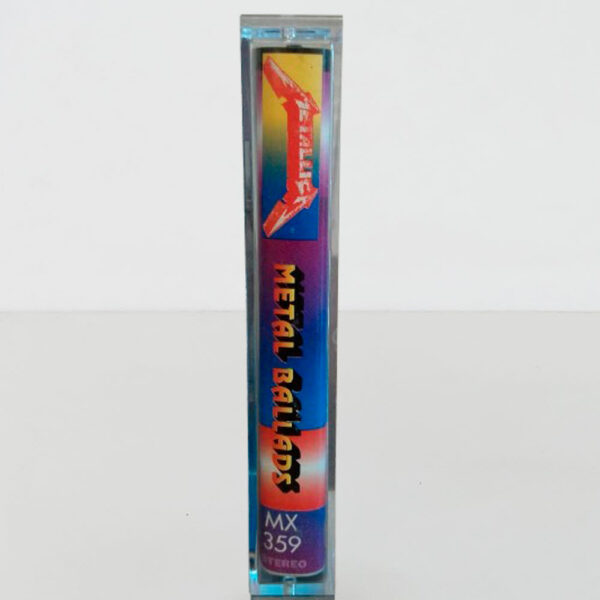 METALLICA
METAL BALLADS
MX
359
STEREO